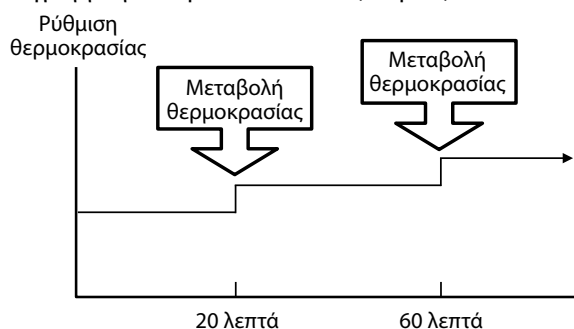 Ρύθμιση
θερμοκρασίας
Μεταβολή
θερμοκρασίας
Μεταβολή
θερμοκρασίας
20 λεπτά
60 λεπτά